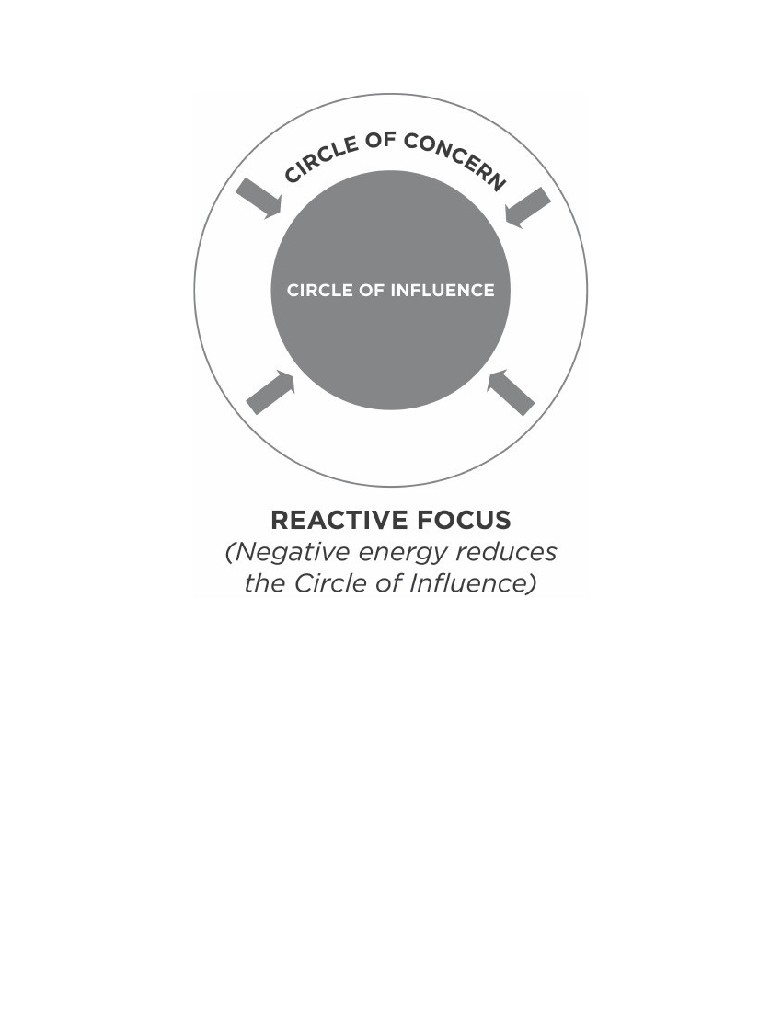 CIRCLE OF CONCERN
CIRCLE OF INFLUENCE
REACTIVE FOCUS
(Negative energy reduces
the Circle of Influence)